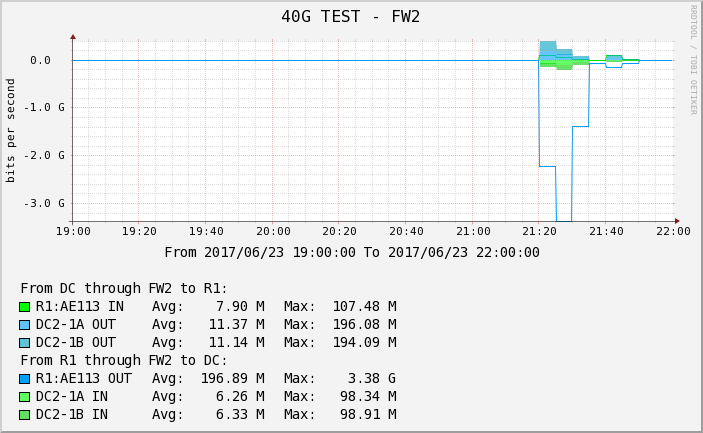 40G TEST - FW2
RRDTOOL / TOBI OETIKER
bits per second
0.0
-1.0 G
-2.0 G
-3.0 G
19:00 19:20 19:40 20:00 20:20 20:40 21:00 21:20 21:40 22:00
From 2017/06/23 19:00:00 To 2017/06/23 22:00:00
From DC through FW2 to R1:
R1:AE113 IN Avg: 7.90 M Max: 107.48 M
DC2-1A OUT Avg: 11.37 M Max: 196.08 M
DC2-1B OUT Avg: 11.14 M Max: 194.09 M
From R1 through FW2 to DC:
R1:AE113 OUT Avg: 196.89 M Max: 3.38 G
DC2-1A IN Avg: 6.26 M Max: 98.34 M
DC2-1B IN Avg: 6.33 M Max: 98.91 M